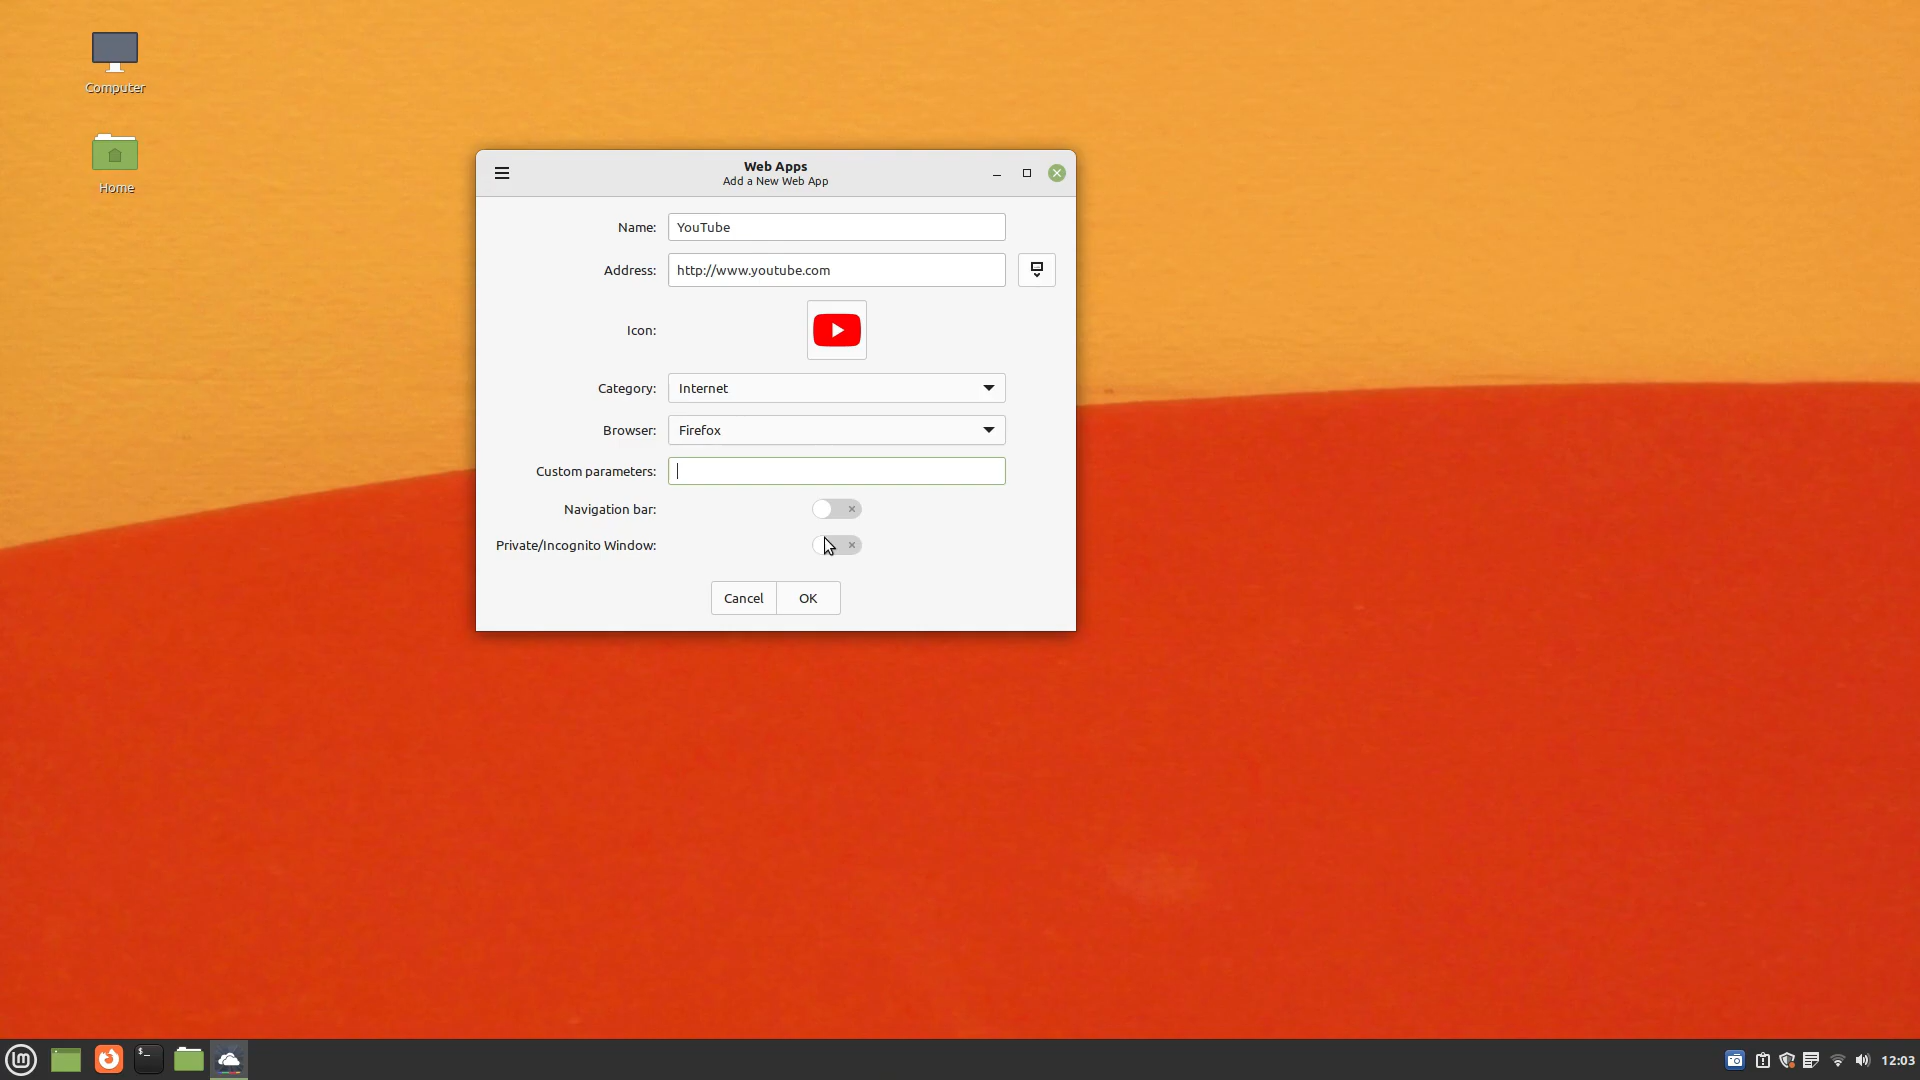 Computer
Home
Web Apps
Add a New Web App
Name:
YouTube
Address:
http://www.youtube.com
Icon:
Category:
Internet
Browser:
Firefox
Custom parameters:
Navigation bar:
Private/Incognito Window:
Cancel
OK
$_
12:03